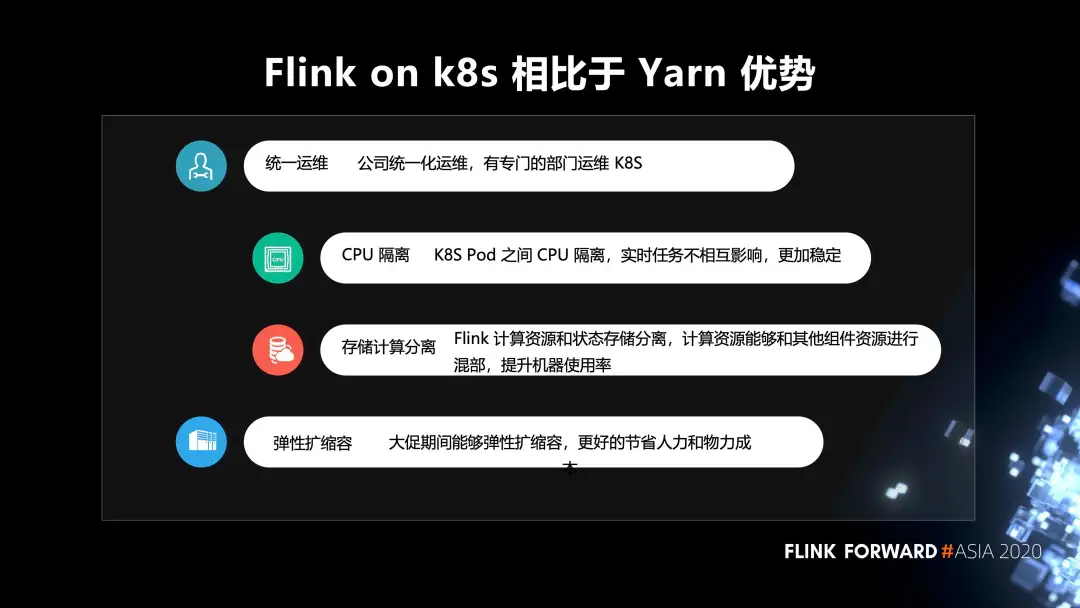 Flink on k8s 相比于 Yarn 优势
统一运维 公司统一化运维，有专门的部门运维 K8S
CPU
CPU 隔离 K8S Pod 之间 CPU 隔离，实时任务不相互影响，更加稳定
存储计算分离 Flink 计算资源和状态存储分离，计算资源能够和其他组件资源进行
混部，提升机器使用率
弹性扩缩容 大促期间能够弹性扩缩容，更好的节省人力和物力成
本
FLINK FORWARD #ASIA 2020